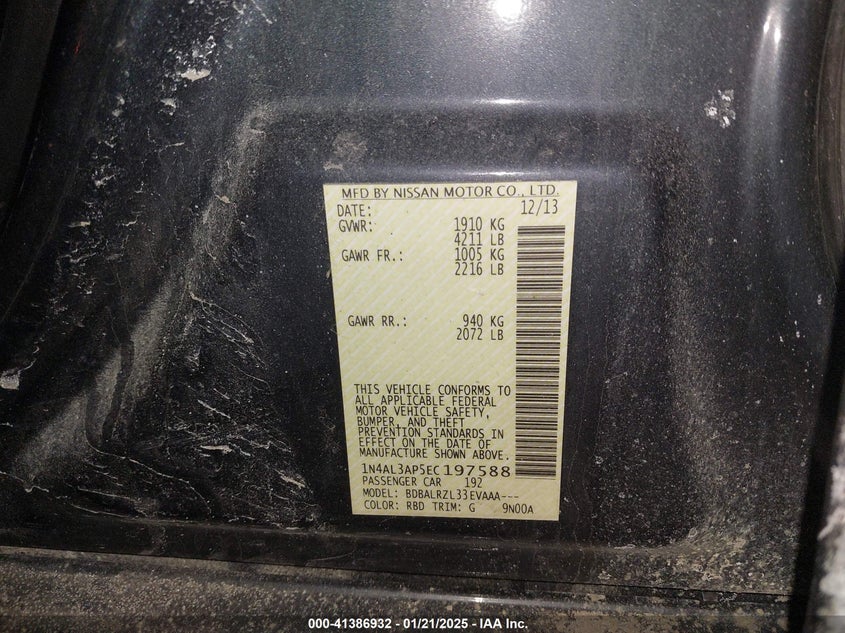 MFD BY NISSAN MOTOR CO., LTD.
DATE: 12/13
GVWR: 1910 KG
4211 LB
GAWR FR.: 1005 KG
2216 LB
GAWR RR.: 940 KG
2072 LB
THIS VEHICLE CONFORMS TO
ALL APPLICABLE FEDERAL
MOTOR VEHICLE SAFETY,
BUMPER, AND THEFT
PREVENTION STANDARDS IN
EFFECT ON THE DATE OF
MANUFACTURE SHOWN ABOVE.
1N4AL3AP5EC197588
PASSENGER CAR 192
MODEL: BDBALRZL33EVAAA---
COLOR: RBD TRIM: G 9N00A
000-41386932 - 01/21/2025 - IAA Inc.